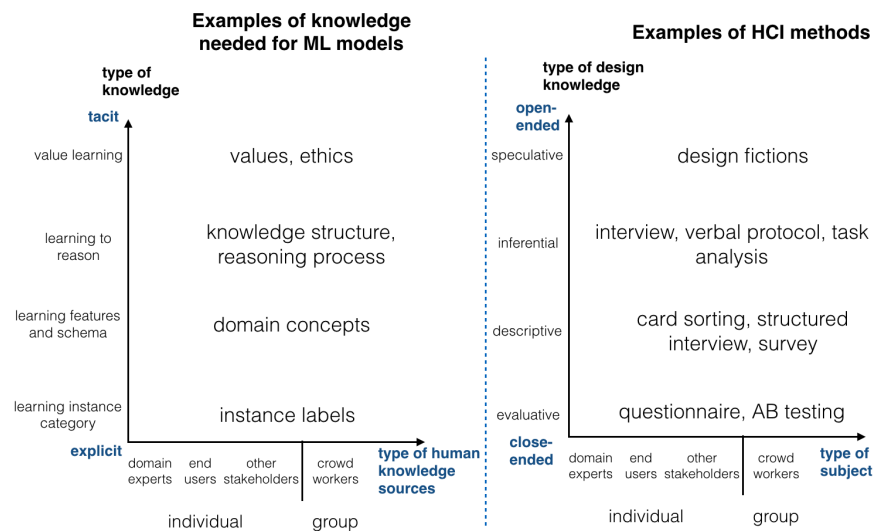 Examples of knowledge
needed for ML models
type of
knowledge
tacit
value learning
values, ethics
learning to
reason
knowledge structure,
reasoning process
learning features
and schema
domain concepts
learning instance
category
instance labels
explicit
domain
experts
end
users
other
stakeholders
crowd
workers
type of human
knowledge
sources
individual
group
Examples of HCI methods
type of design
knowledge
open-
ended
speculative
design fictions
inferential
interview, verbal protocol, task
analysis
descriptive
card sorting, structured
interview, survey
evaluative
questionnaire, AB testing
close-
ended
domain
experts
end
users
other
stakeholders
crowd
workers
type of
subject
individual
group